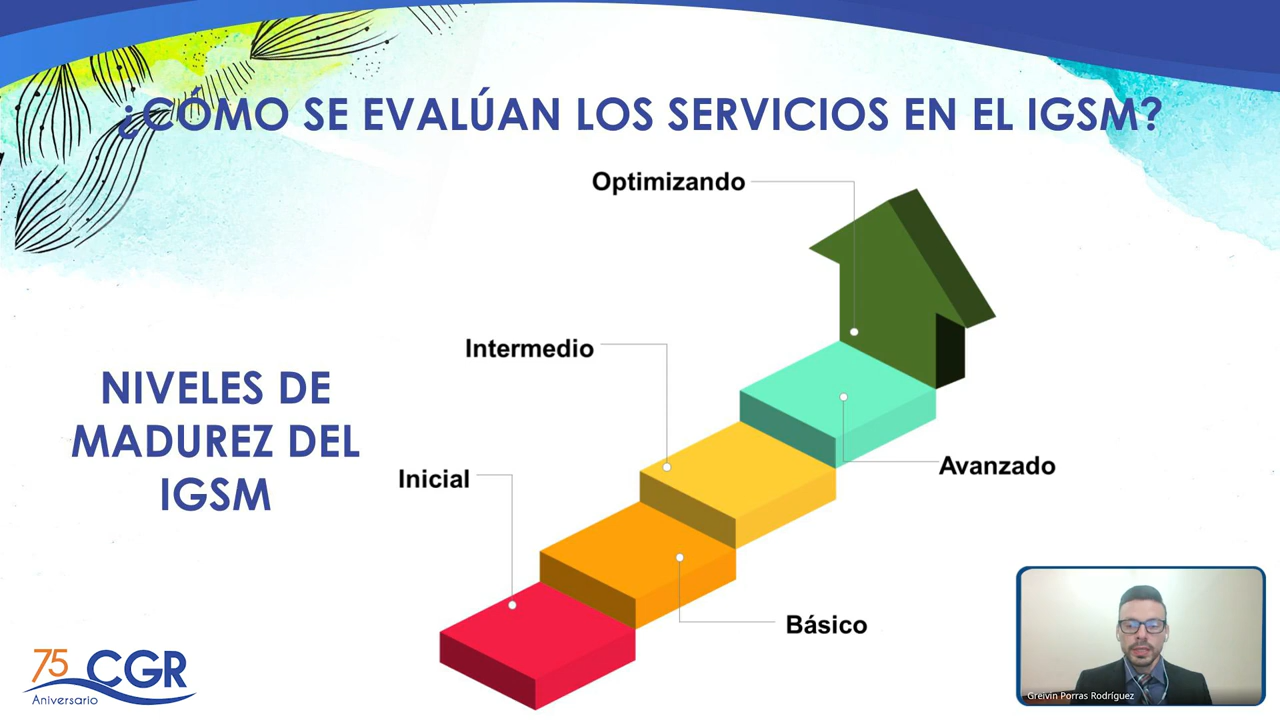 ¿CÓMO SE EVALÚAN LOS SERVICIOS EN EL IGSM?
Optimizando
Intermedio
NIVELES DE
MADUREZ DEL
IGSM
Inicial
Avanzado
Básico
75 CGR
Aniversario
Greivin Porras Rodríguez